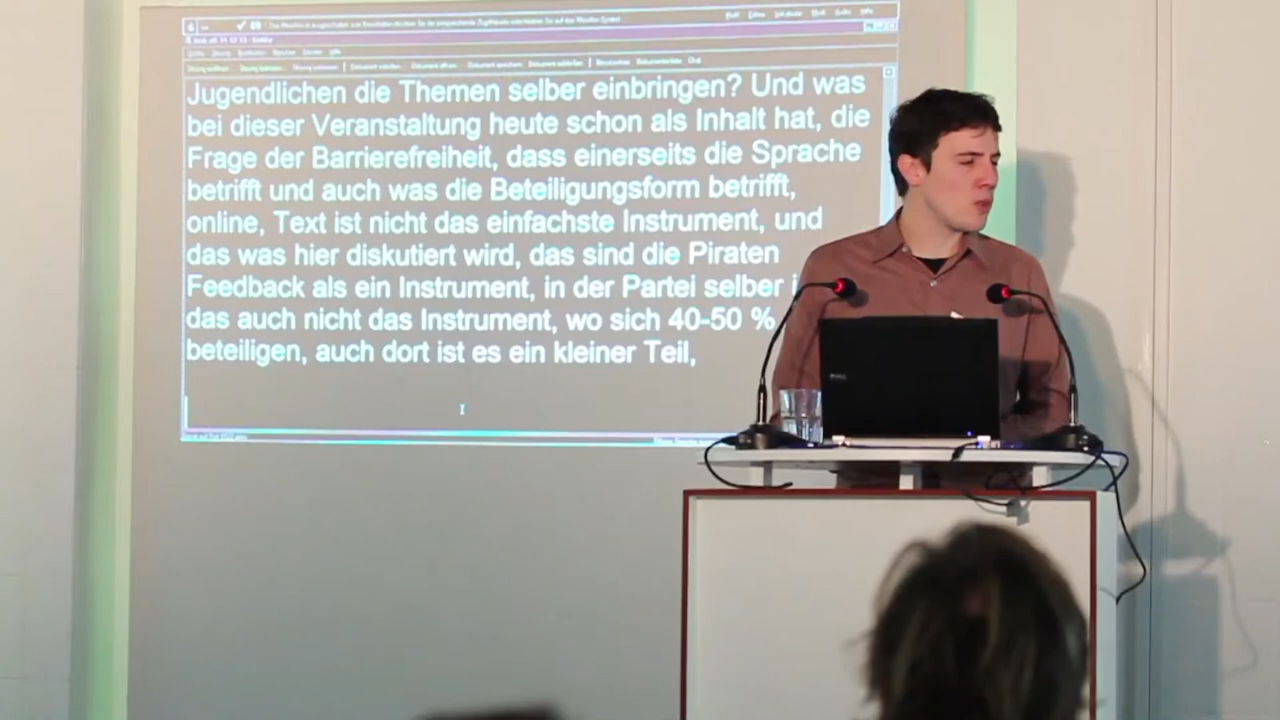 Jugendlichen die Themen selber einbringen? Und was
bei dieser Veranstaltung heute schon als Inhalt hat, die
Frage der Barrierefreiheit, dass einerseits die Sprache
betrifft und auch was die Beteiligungsform betrifft,
online, Text ist nicht das einfachste Instrument, und
das was hier diskutiert wird, das sind die Piraten
Feedback als ein Instrument, in der Partei selber
das auch nicht das Instrument, wo sich 40-50 %
beteiligen, auch dort ist es ein kleiner Teil,
DELL